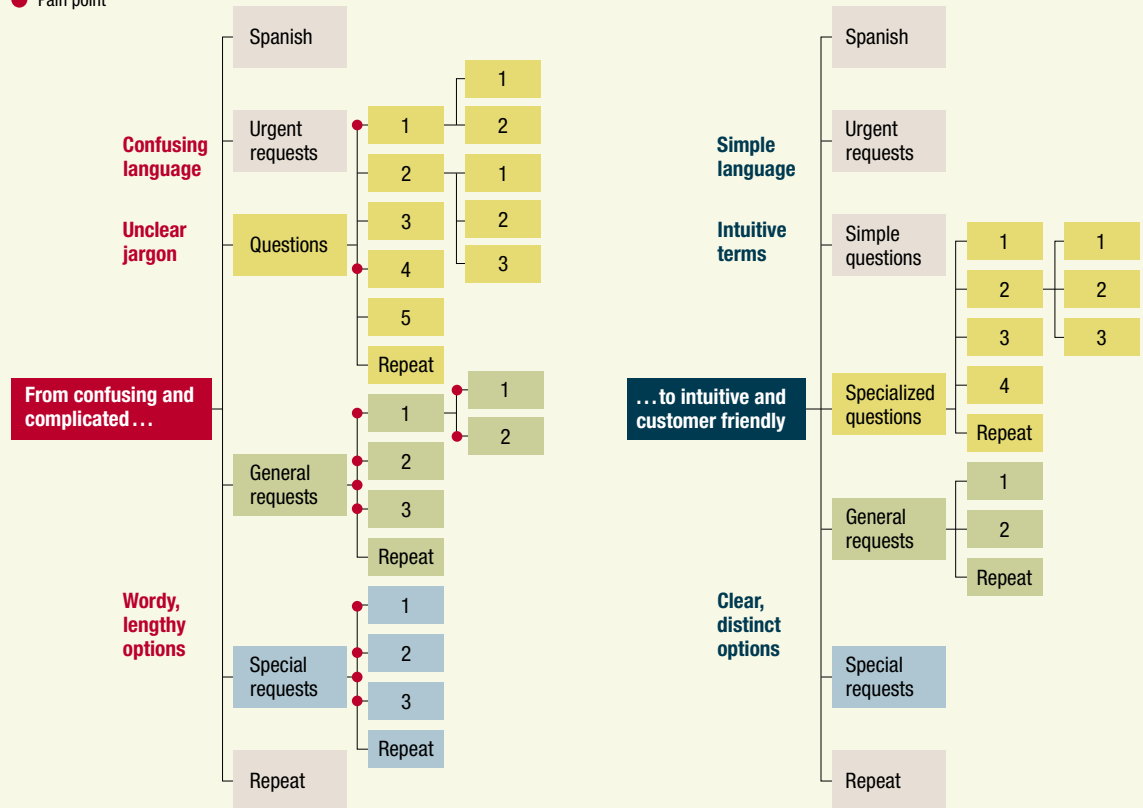 Pain point
Spanish
Urgent
requests
Confusing
language
Unclear
jargon
Questions
1
1
2
2
1
2
3
3
4
5
Repeat
From confusing and
complicated…
General
requests
1
1
2
2
3
Repeat
Wordy,
lengthy
options
Special
requests
1
2
3
Repeat
Repeat
Spanish
Urgent
requests
Simple
language
Intuitive
terms
Simple
questions
…to intuitive and
customer friendly
Specialized
questions
1
2
1
2
3
3
4
Repeat
General
requests
1
2
Repeat
Clear,
distinct
options
Special
requests
Repeat